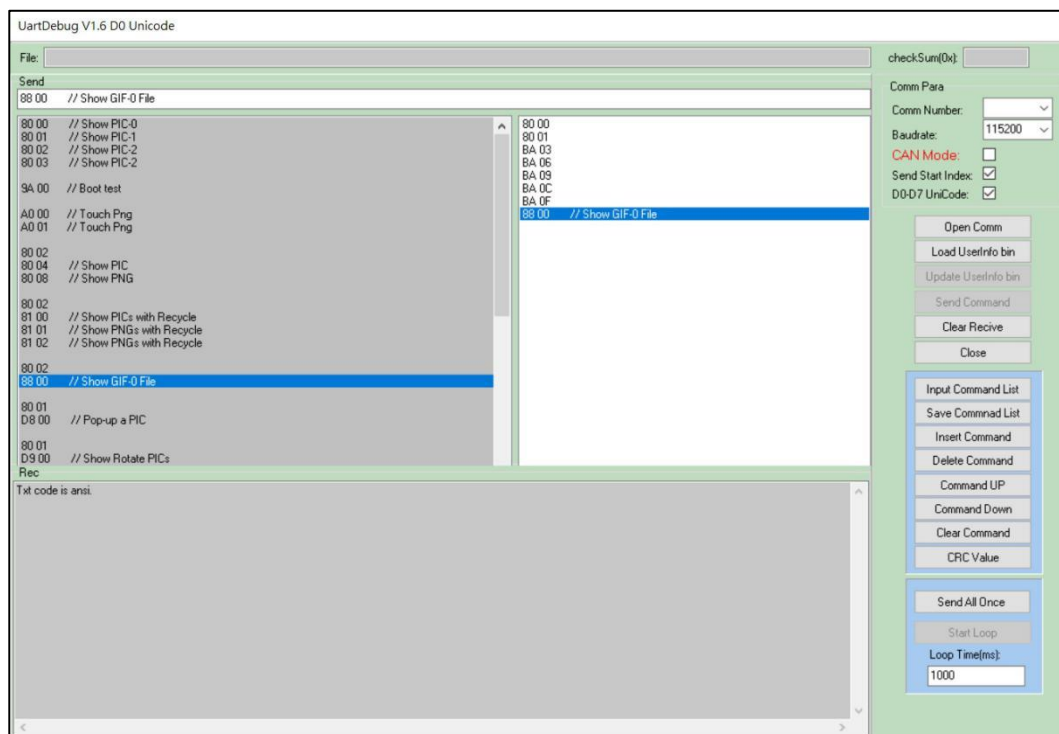 UartDebug V1.6 D0 Unicode
File:
checkSum(0x):
Send
88 00 // Show GIF-0 File
80 00 // Show PIC-0
80 01 // Show PIC-1
80 02 // Show PIC-2
80 03 // Show PIC-2
9A 00 // Boot test
A0 00 // Touch Png
A0 01 // Touch Png
80 02
80 04 // Show PIC
80 08 // Show PNG
80 02
81 00 // Show PICs with Recycle
81 01 // Show PNGs with Recycle
81 02 // Show PNGs with Recycle
80 02
88 00 // Show GIF-0 File
80 01
D8 00 // Pop-up a PIC
80 01
D9 00 // Show Rotate PICs
80 00
80 01
BA 03
BA 06
BA 09
BA 0C
BA 0F
88 00 // Show GIF-0 File
Rec
Txt code is ansi.
Comm Para
Comm Number:
Baudrate: 115200
CAN Mode:
Send Start Index:
D0-D7 UniCode:
Open Comm
Load UserInfo bin
Update UserInfo bin
Send Command
Clear Recive
Close
Input Command List
Save Commnad List
Insert Command
Delete Command
Command UP
Command Down
Clear Command
CRC Value
Send All Once
Start Loop
Loop Time(ms):
1000